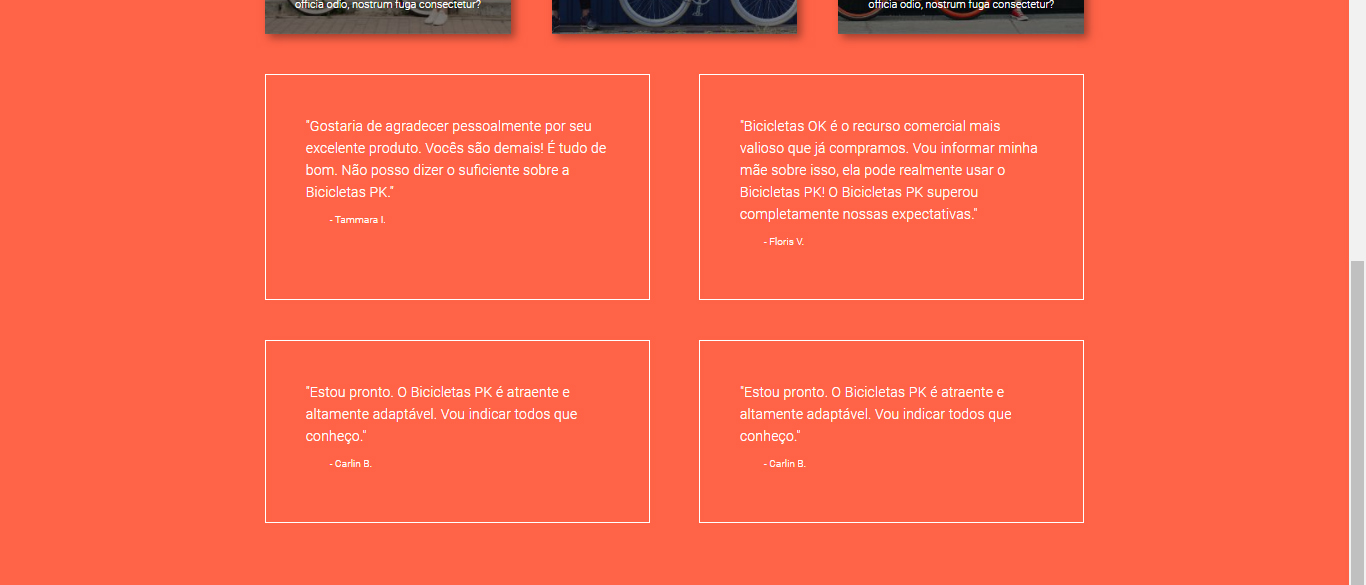 officia odio, nostrum fuga consectetur?
officia odio, nostrum fuga consectetur?
"Gostaria de agradecer pessoalmente por seu
excelente produto. Vocês são demais! É tudo de
bom. Não posso dizer o suficiente sobre a
Bicicletas PK."
- Tammara I.
"Bicicletas OK é o recurso comercial mais
valioso que já compramos. Vou informar minha
mãe sobre isso, ela pode realmente usar o
Bicicletas PK! O Bicicletas PK superou
completamente nossas expectativas."
- Floris V.
"Estou pronto. O Bicicletas PK é atraente e
altamente adaptável. Vou indicar todos que
conheço."
- Carlin B.
"Estou pronto. O Bicicletas PK é atraente e
altamente adaptável. Vou indicar todos que
conheço."
- Carlin B.